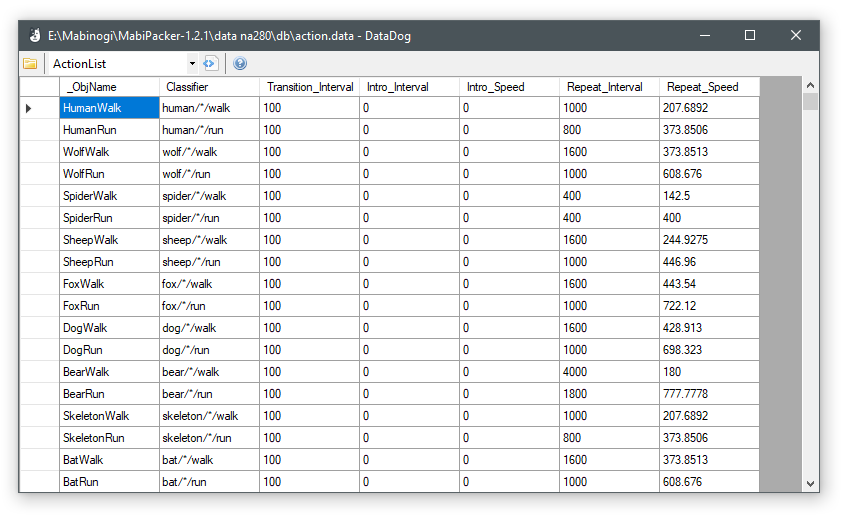 E:\Mabinogi\MabiPacker-1.2.1\data na280\db\action.data - DataDog
ActionList
_ObjName Classifier Transition_Interval Intro_Interval Intro_Speed Repeat_Interval Repeat_Speed
HumanWalk human/*/walk 100 0 0 1000 207.6892
HumanRun human/*/run 100 0 0 800 373.8506
WolfWalk wolf/*/walk 100 0 0 1600 373.8513
WolfRun wolf/*/run 100 0 0 1000 608.676
SpiderWalk spider/*/walk 100 0 0 400 142.5
SpiderRun spider/*/run 100 0 0 400 400
SheepWalk sheep/*/walk 100 0 0 1600 244.9275
SheepRun sheep/*/run 100 0 0 1000 446.96
FoxWalk fox/*/walk 100 0 0 1600 443.54
FoxRun fox/*/run 100 0 0 1000 722.12
DogWalk dog/*/walk 100 0 0 1600 428.913
DogRun dog/*/run 100 0 0 1000 698.323
BearWalk bear/*/walk 100 0 0 4000 180
BearRun bear/*/run 100 0 0 1800 777.7778
SkeletonWalk skeleton/*/walk 100 0 0 1000 207.6892
SkeletonRun skeleton/*/run 100 0 0 800 373.8506
BatWalk bat/*/walk 100 0 0 1600 373.8513
BatRun bat/*/run 100 0 0 1000 608.676